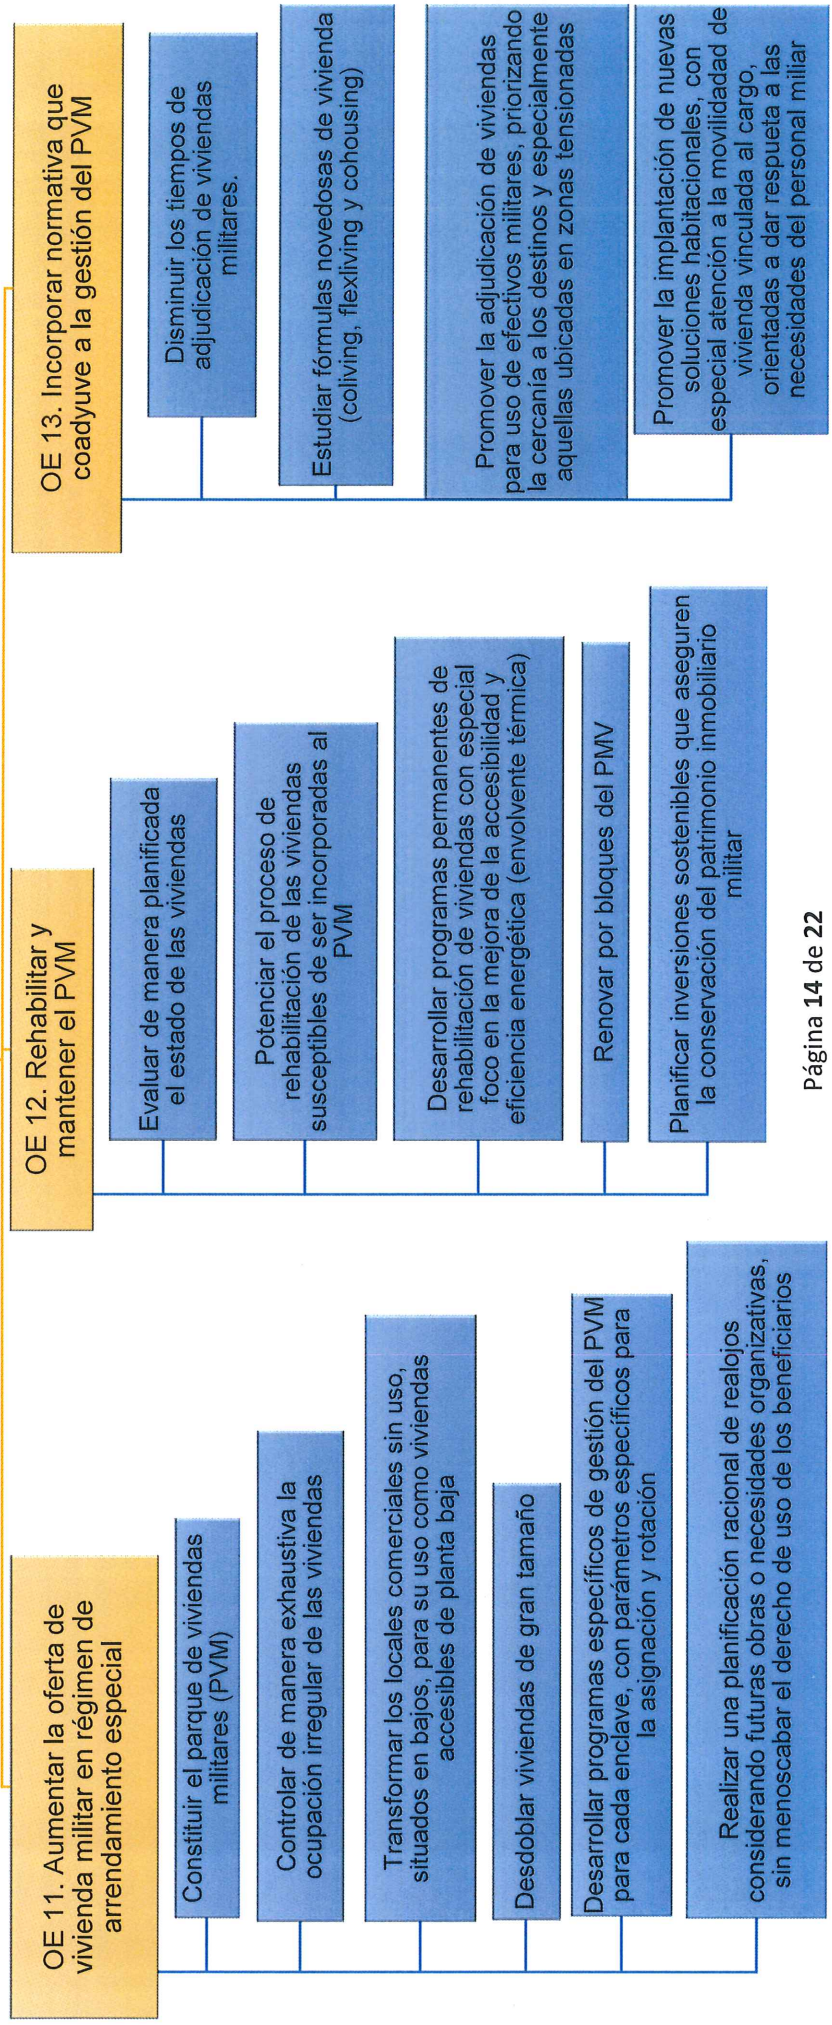 OE 11. Aumentar la oferta de
vivienda militar en régimen de
arrendamiento especial
Constituir el parque de viviendas
militares (PVM)
Controlar de manera exhaustiva la
ocupación irregular de las viviendas
Transformar los locales comerciales sin uso,
situados en bajos, para su uso como viviendas
accesibles de planta baja
Desdoblar viviendas de gran tamaño
Desarrollar programas específicos de gestión del PVM
para cada enclave, con parámetros específicos para
la asignación y rotación
Realizar una planificación racional de realojos
considerando futuras obras o necesidades organizativas,
sin menoscabar el derecho de uso de los beneficiarios
OE 12. Rehabilitar y
mantener el PVM
Evaluar de manera planificada
el estado de las viviendas
Potenciar el proceso de
rehabilitación de las viviendas
susceptibles de ser incorporadas al
PVM
Desarrollar programas permanentes de
rehabilitación de viviendas con especial
foco en la mejora de la accesibilidad y
eficiencia energética (envolvente térmica)
Renovar por bloques del PMV
Planificar inversiones sostenibles que aseguren
la conservación del patrimonio inmobiliario
militar
OE 13. Incorporar normativa que
coadyuve a la gestión del PVM
Disminuir los tiempos de
adjudicación de viviendas
militares.
Estudiar fórmulas novedosas de vivienda
(coliving, flexliving y cohousing)
Promover la adjudicación de viviendas
para uso de efectivos militares, priorizando
la cercanía a los destinos y especialmente
aquellas ubicadas en zonas tensionadas
Promover la implantación de nuevas
soluciones habitacionales, con
especial atención a la movilidadad de
vivienda vinculada al cargo,
orientadas a dar respuesta a las
necesidades del personal miliar
Página 14 de 22